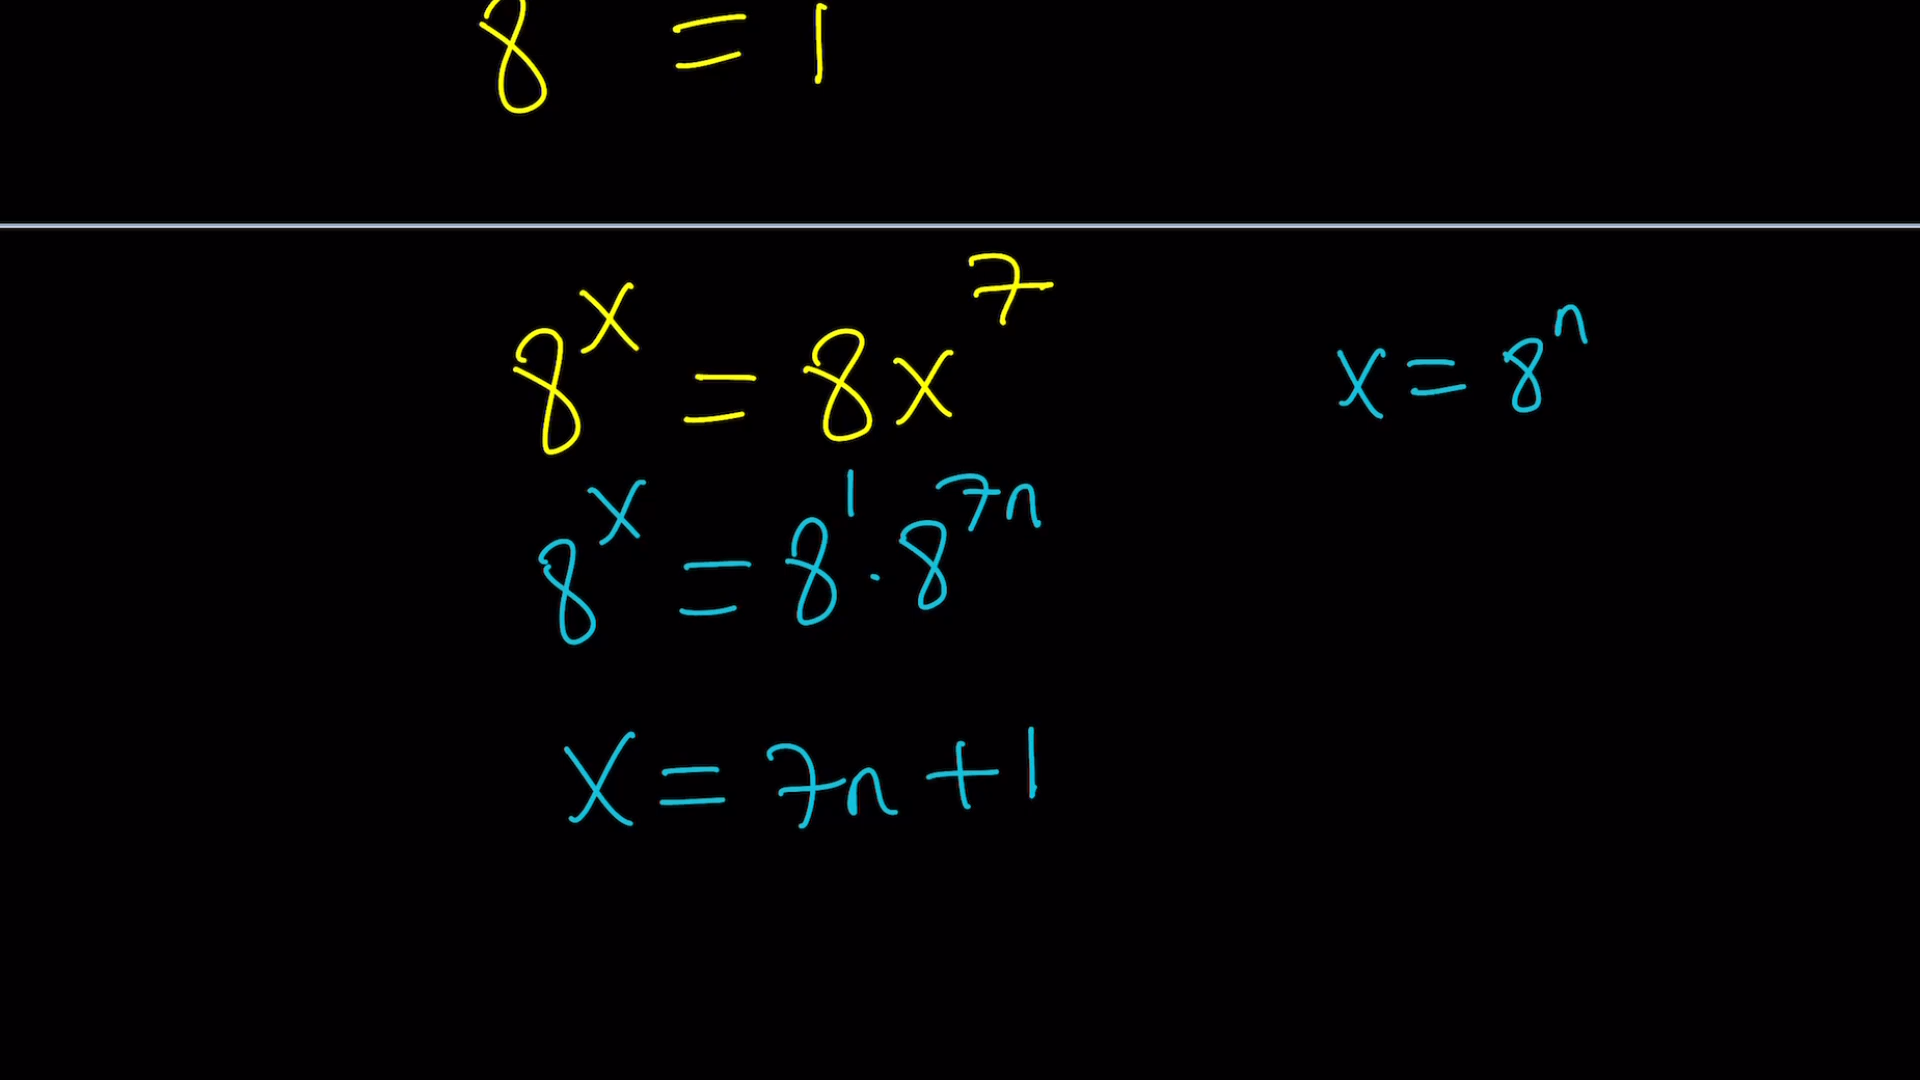 8 = 1
8^x = 8x^7
x = 8^n
8^x = 8^1 · 8^7n
x = 7n + 1